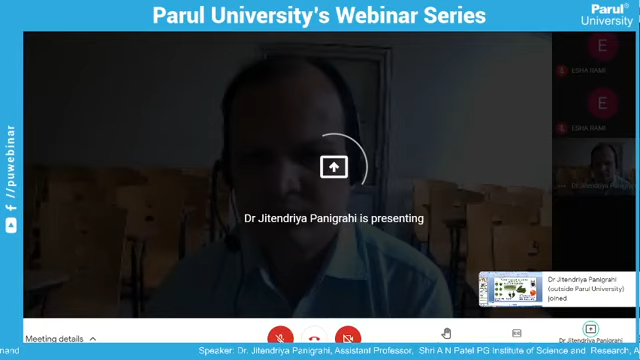 Parul University's Webinar Series
Parul®
University
E
ESHA RAMI
E
ESHA RAMI
Dr Jitendriya Panigrahi
Dr Jitendriya Panigrahi is presenting
/puwebinar
Dr Jitendriya Panigrahi
(outside Parul University)
joined
Meeting details
Dr Jitendriya Panigrahi
nand
Speaker: Dr. Jitendriya Panigrahi, Assistant Professor, Shri A N Patel PG Institute of Science and Research, A